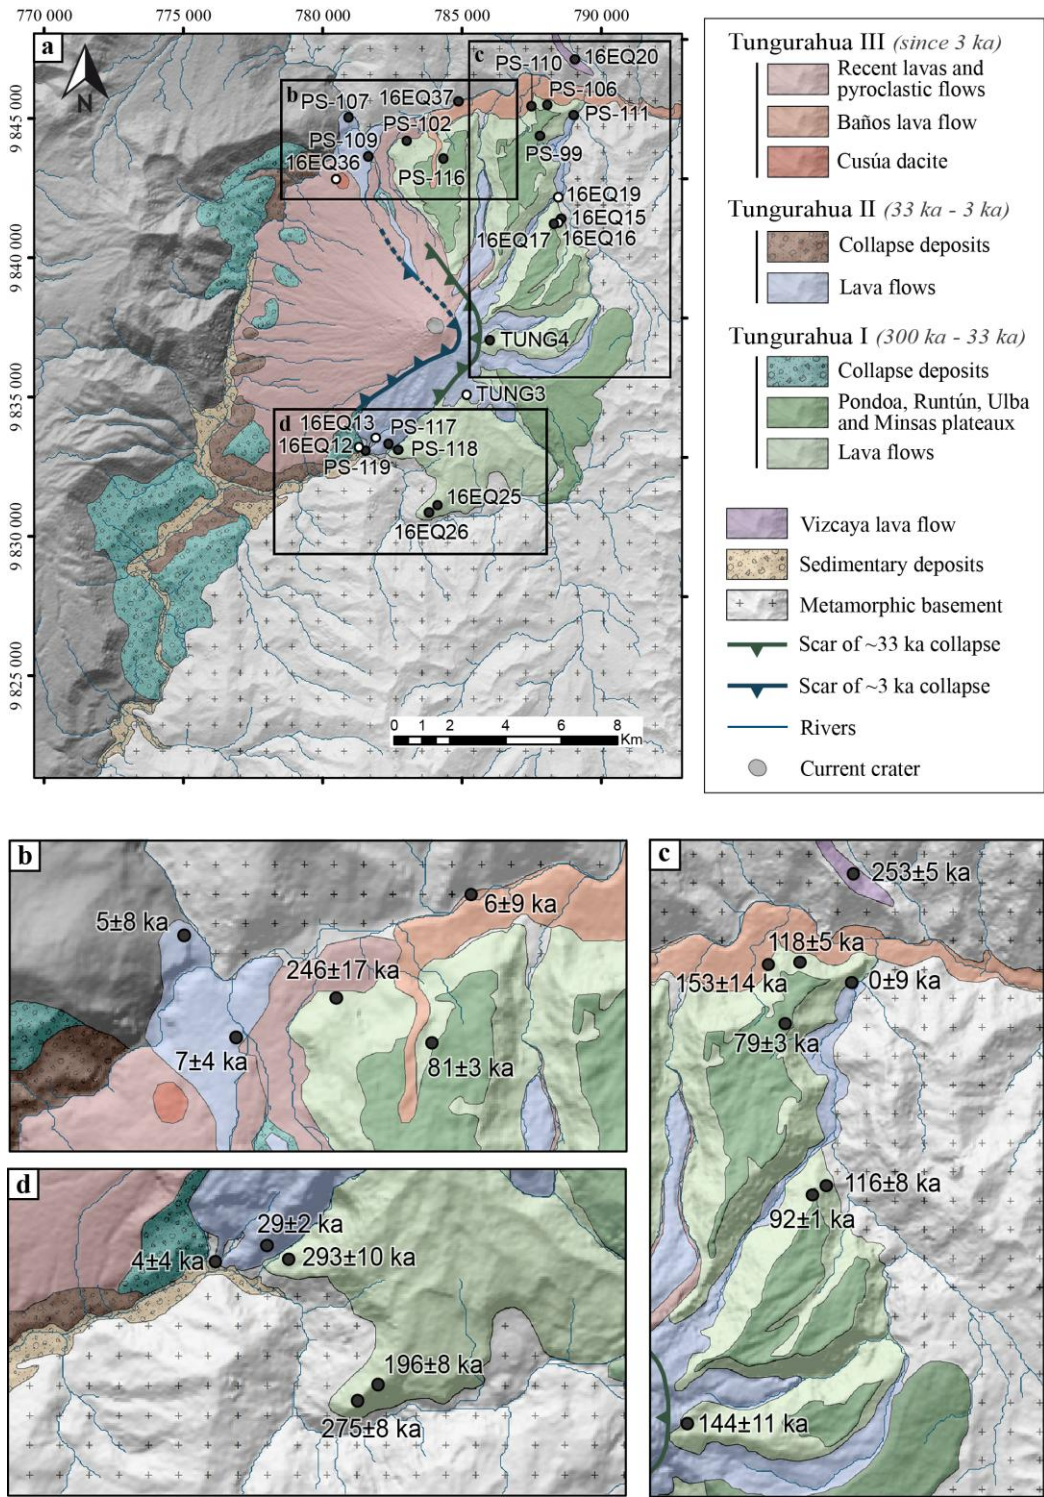 770 000 775 000 780 000 785 000 790 000
9 845 000
9 840 000
9 835 000
9 830 000
9 825 000
a
N
c
b
PS-110
16EQ20
PS-107
16EQ37
PS-106
PS-102
PS-111
PS-109
16EQ36
PS-99
PS-116
16EQ19
16EQ15
16EQ17
16EQ16
TUNG4
TUNG3
d
16EQ13
PS-117
16EQ12
PS-118
PS-119
16EQ25
16EQ26
0 1 2 4 6 8
Km
Tungurahua III (since 3 ka)
Recent lavas and
pyroclastic flows
Baños lava flow
Cusúa dacite
Tungurahua II (33 ka - 3 ka)
Collapse deposits
Lava flows
Tungurahua I (300 ka - 33 ka)
Collapse deposits
Pondoa, Runtún, Ulba
and Minsas plateaux
Lava flows
Vizcaya lava flow
Sedimentary deposits
Metamorphic basement
Scar of ~33 ka collapse
Scar of ~3 ka collapse
Rivers
Current crater
b
5±8 ka
6±9 ka
246±17 ka
7±4 ka
81±3 ka
c
253±5 ka
118±5 ka
153±14 ka
0±9 ka
79±3 ka
116±8 ka
92±1 ka
144±11 ka
d
29±2 ka
4±4 ka
293±10 ka
196±8 ka
275±8 ka